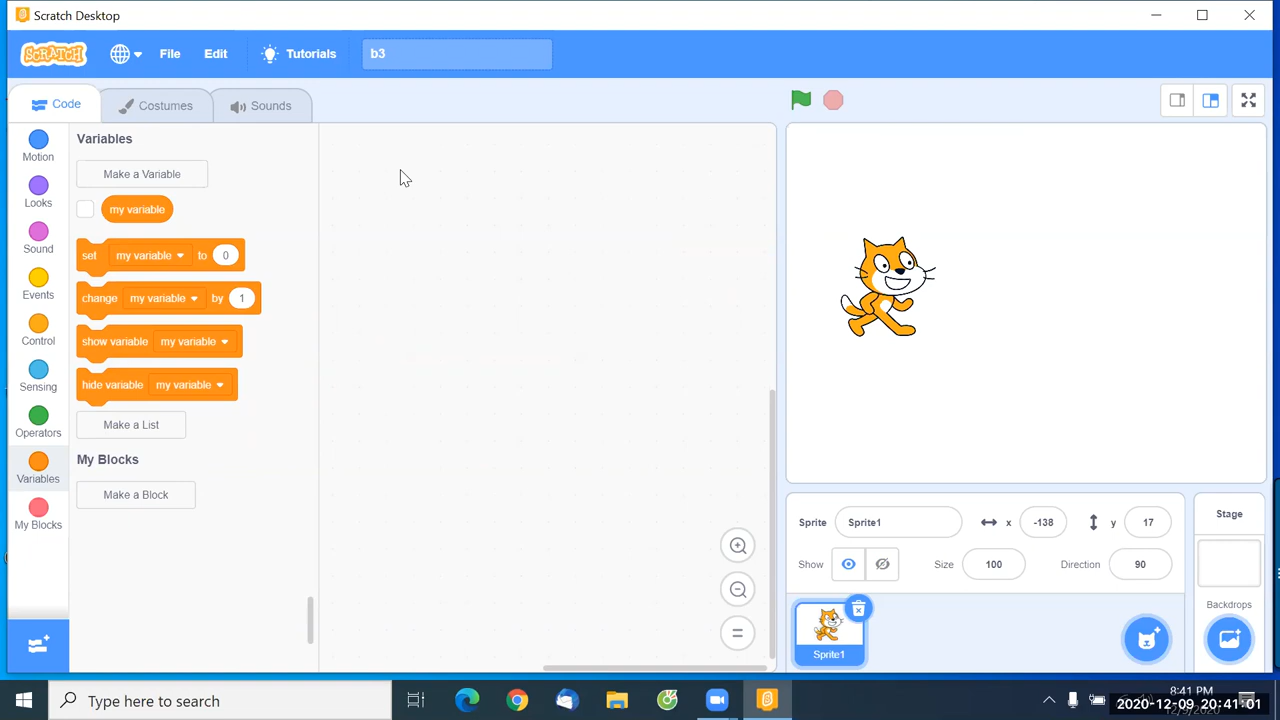 Scratch Desktop
SCRATCH
File
Edit
Tutorials
b3
Code
Costumes
Sounds
Motion
Looks
Sound
Events
Control
Sensing
Operators
Variables
My Blocks
Variables
Make a Variable
my variable
set my variable to 0
change my variable by 1
show variable my variable
hide variable my variable
Make a List
My Blocks
Make a Block
Sprite Sprite1 x -138 y 17
Show Size 100 Direction 90
Sprite1
Stage
Backdrops
Type here to search
8:41 PM
2020-12-09 20:41:01